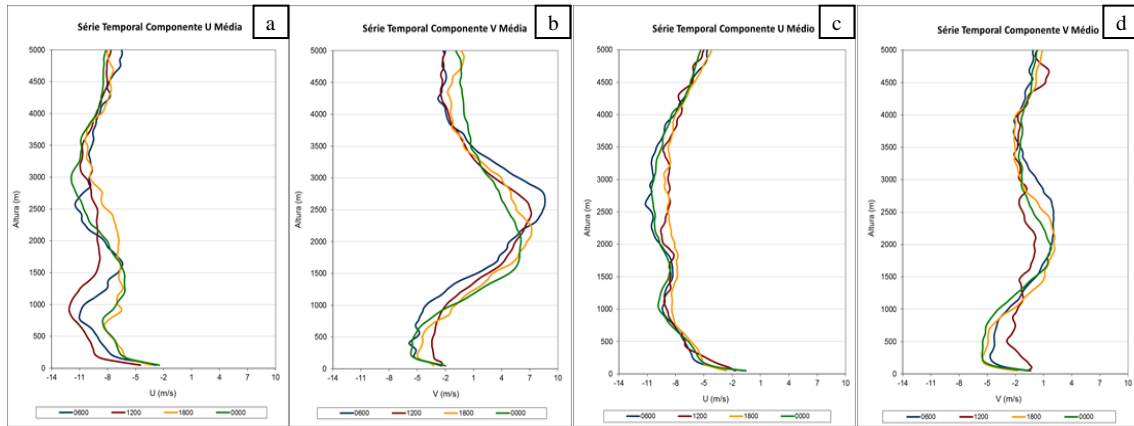 Série Temporal Componente U Média
a
5000
4500
4000
3500
3000
2500
2000
1500
1000
500
0
Altura (m)
-14 -11 -8 -5 -2 1 4 7 10
U (m/s)
0600 1200 1800 0000
Série Temporal Componente V Média
b
5000
4500
4000
3500
3000
2500
2000
1500
1000
500
0
Altura (m)
-14 -11 -8 -5 -2 1 4 7 10
V (m/s)
0600 1200 1800 0000
Série Temporal Componente U Médio
c
5000
4500
4000
3500
3000
2500
2000
1500
1000
500
0
Altura (m)
-14 -11 -8 -5 -2 1 4 7 10
U (m/s)
0600 1200 1800 0000
Série Temporal Componente V Médio
d
5000
4500
4000
3500
3000
2500
2000
1500
1000
500
0
Altura (m)
-14 -11 -8 -5 -2 1 4 7 10
V (m/s)
0600 1200 1800 0000